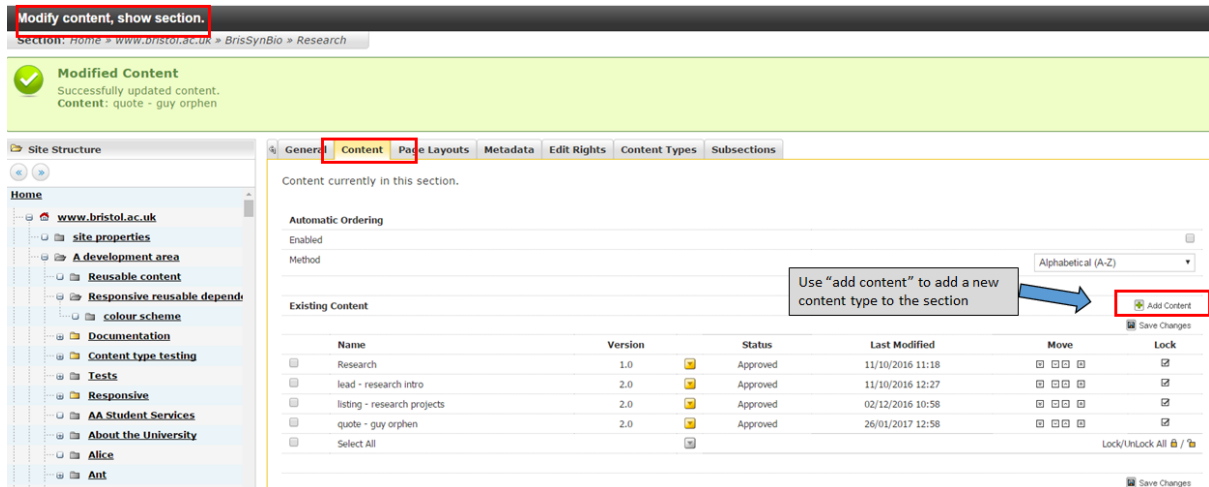 Modify content, show section.
Section: Home » www.bristol.ac.uk » BrisSynBio » Research
Modified Content
Successfully updated content.
Content: quote - guy orphen
Site Structure
General Content Page Layouts Metadata Edit Rights Content Types Subsections
Content currently in this section.
Home
www.bristol.ac.uk
site properties
A development area
Reusable content
Responsive reusable depend
colour scheme
Documentation
Content type testing
Tests
Responsive
AA Student Services
About the University
Alice
Ant
Automatic Ordering
Enabled
Method Alphabetical (A-Z)
Use “add content” to add a new
content type to the section
Existing Content Add Content
Save Changes
Name Version Status Last Modified Move Lock
Research 1.0 Approved 11/10/2016 11:18
lead - research intro 2.0 Approved 11/10/2016 12:27
listing - research projects 2.0 Approved 02/12/2016 10:58
quote - guy orphen 2.0 Approved 26/01/2017 12:58
Select All Lock/UnLock All /
Save Changes